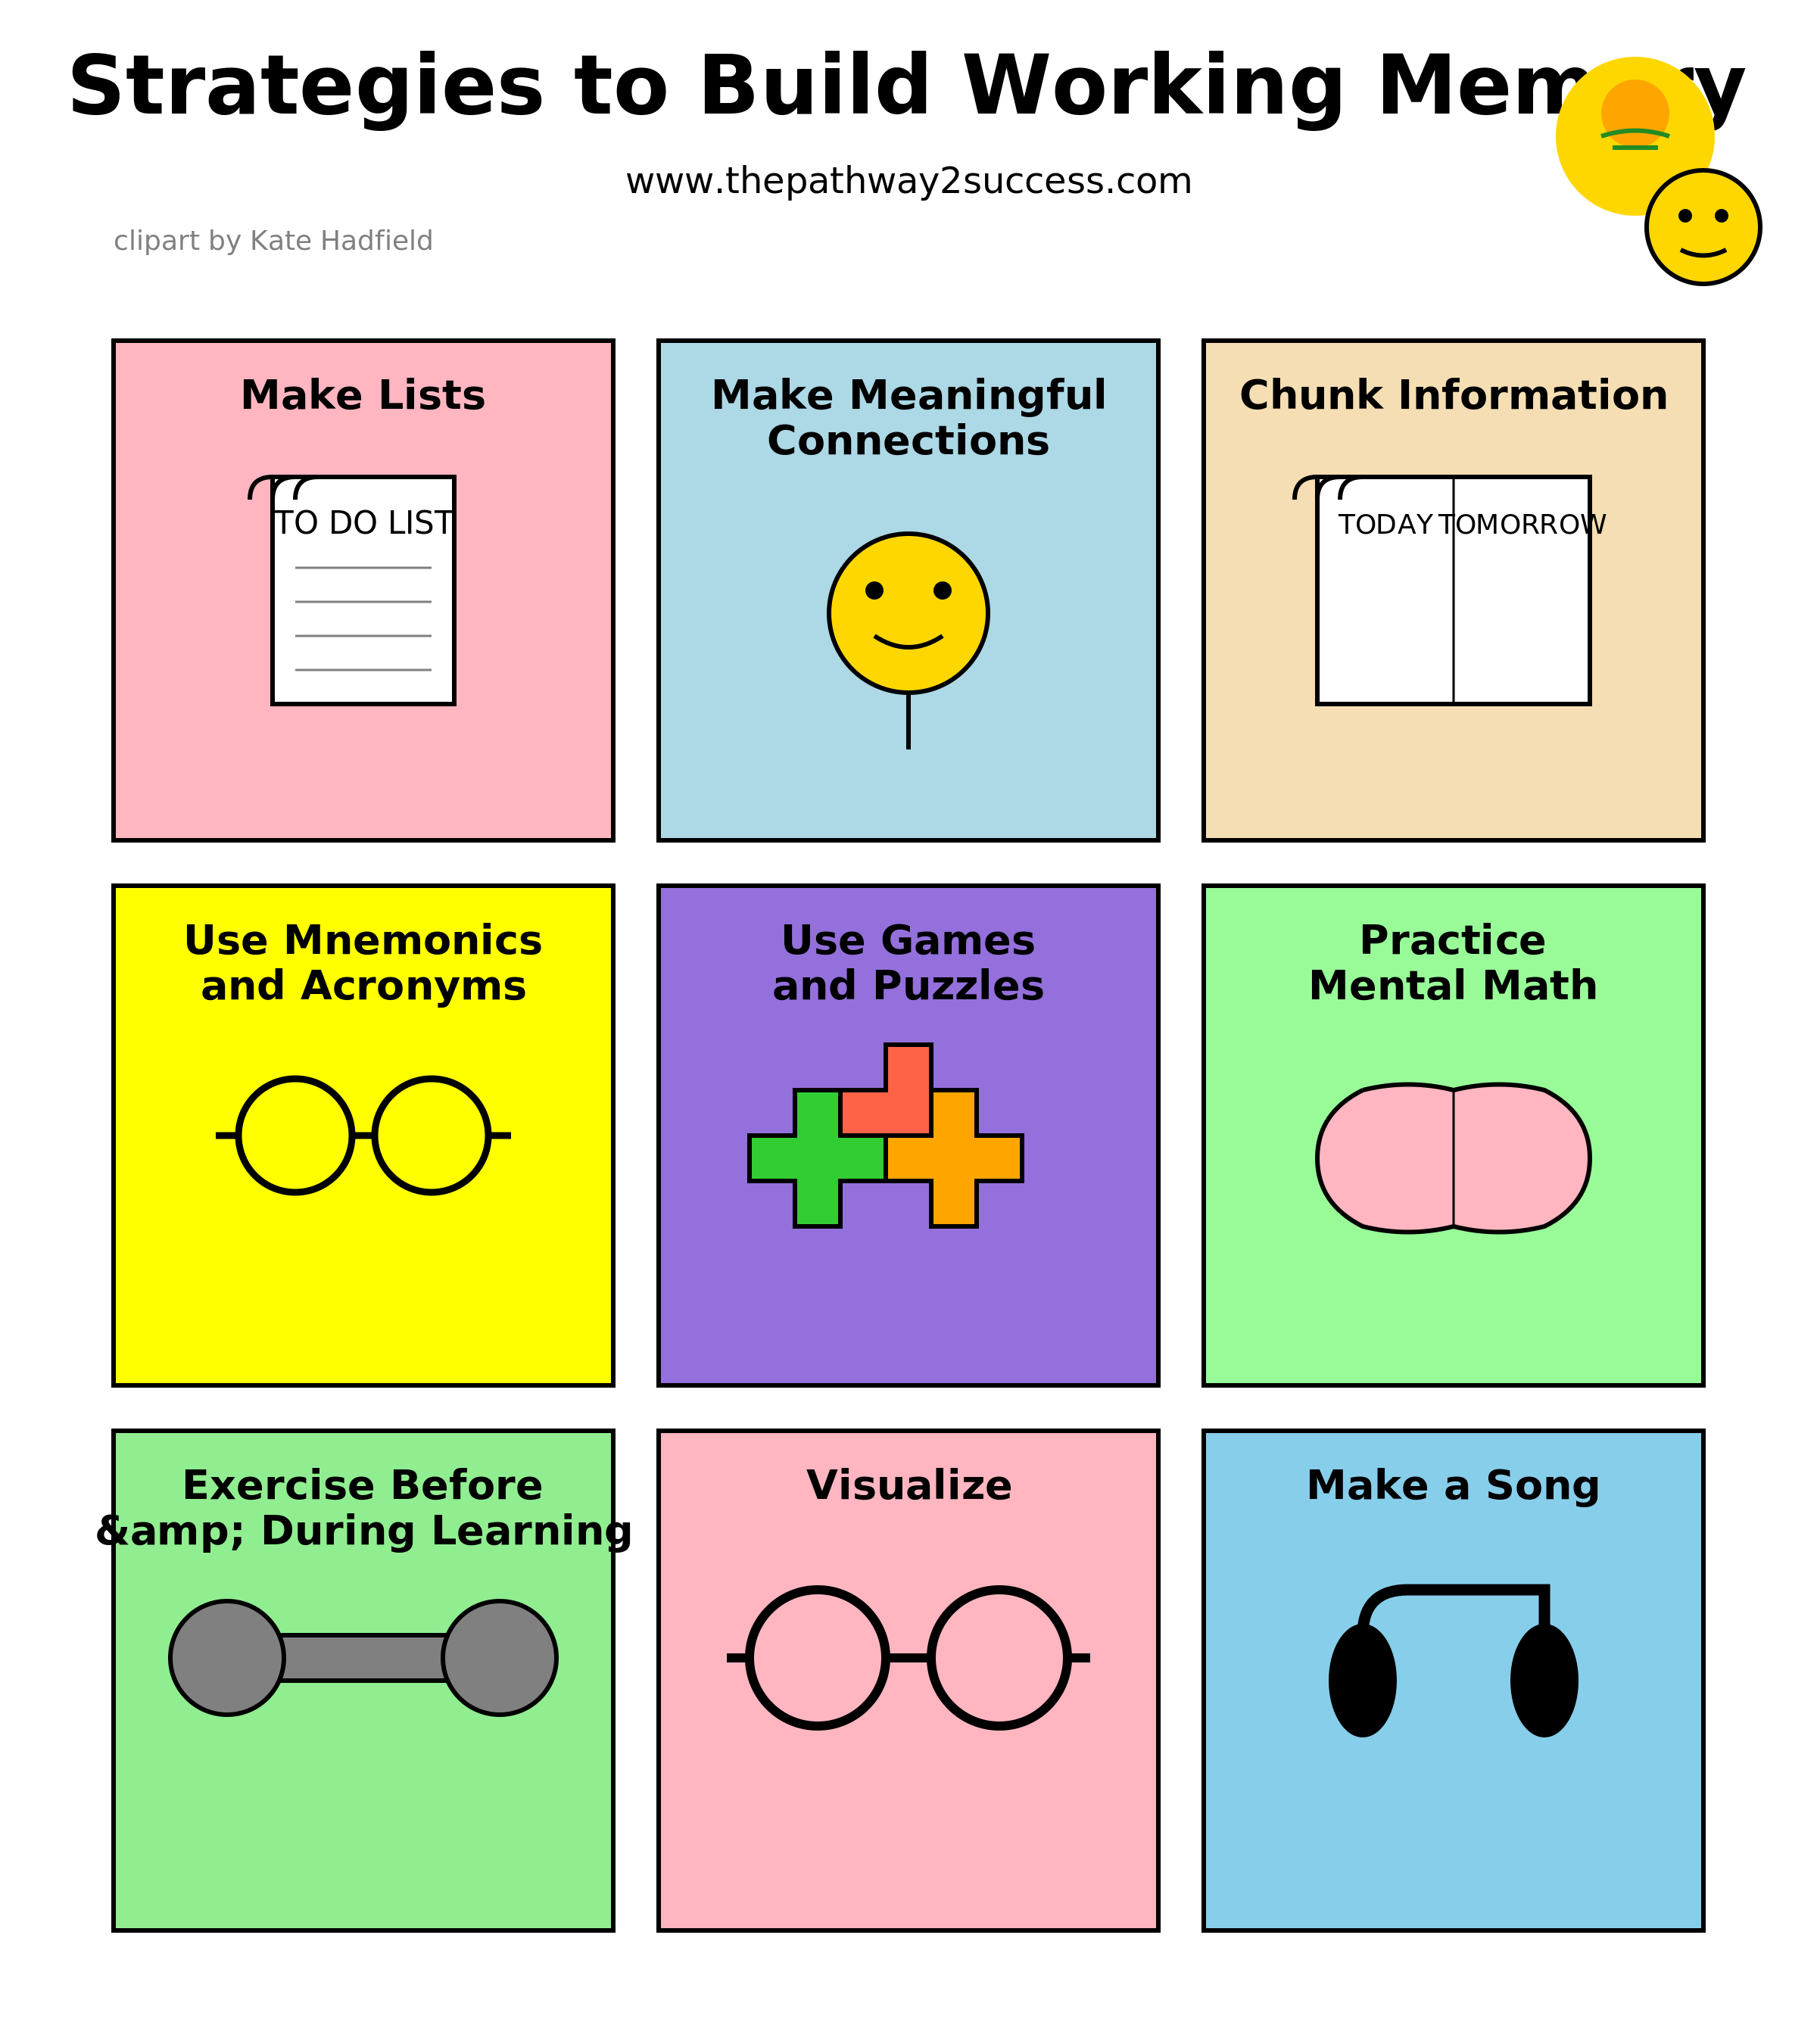 Strategies to Build Working Memory
www.thepathway2success.com
clipart by Kate Hadfield
Make Lists
TO DO LIST
Make Meaningful
Connections
Chunk Information
TODAY TOMORROW
Use Mnemonics
and Acronyms
Use Games
and Puzzles
Practice
Mental Math
Exercise Before
&amp; During Learning
Visualize
Make a Song